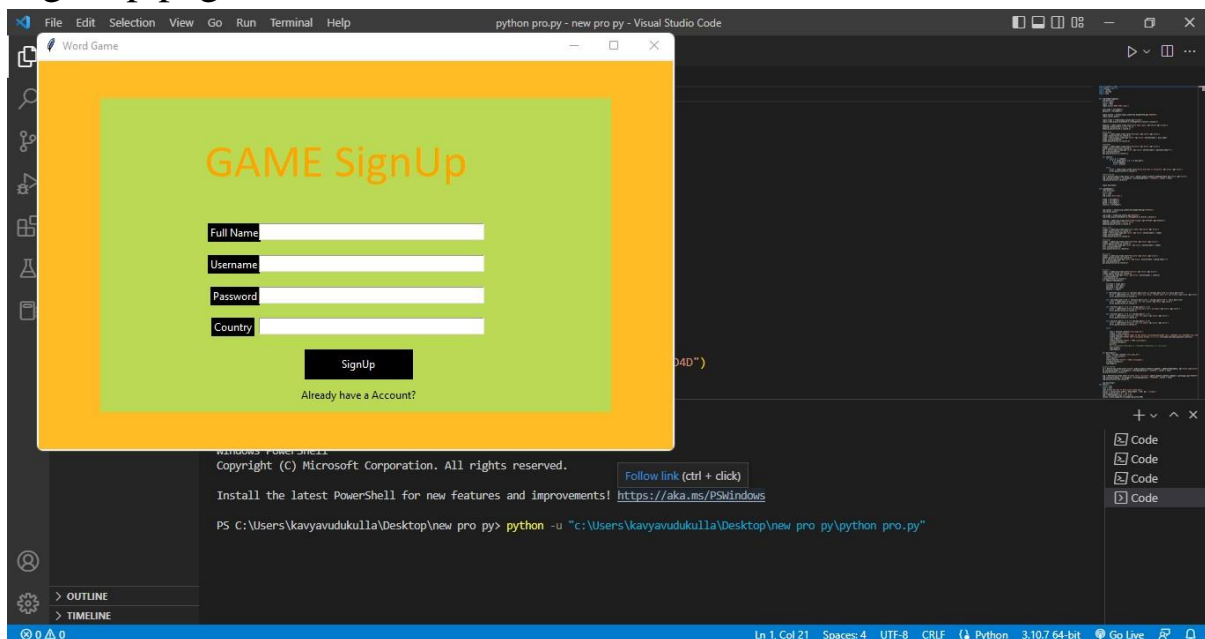 File Edit Selection View Go Run Terminal Help python pro.py - new pro py - Visual Studio Code
Word Game
GAME SignUp
Full Name
Username
Password
Country
SignUp
Already have a Account?
D4D")
Windows PowerShell
Copyright (C) Microsoft Corporation. All rights reserved.
Follow link (ctrl + click)
Install the latest PowerShell for new features and improvements! https://aka.ms/PSWindows
PS C:\Users\kavyavudukulla\Desktop\new pro py> python -u "c:\Users\kavyavudukulla\Desktop\new pro py\python pro.py"
Code
Code
Code
Code
OUTLINE
TIMELINE
0 0 Ln 1, Col 21 Spaces: 4 UTF-8 CRLF Python 3.10.7 64-bit Go Live